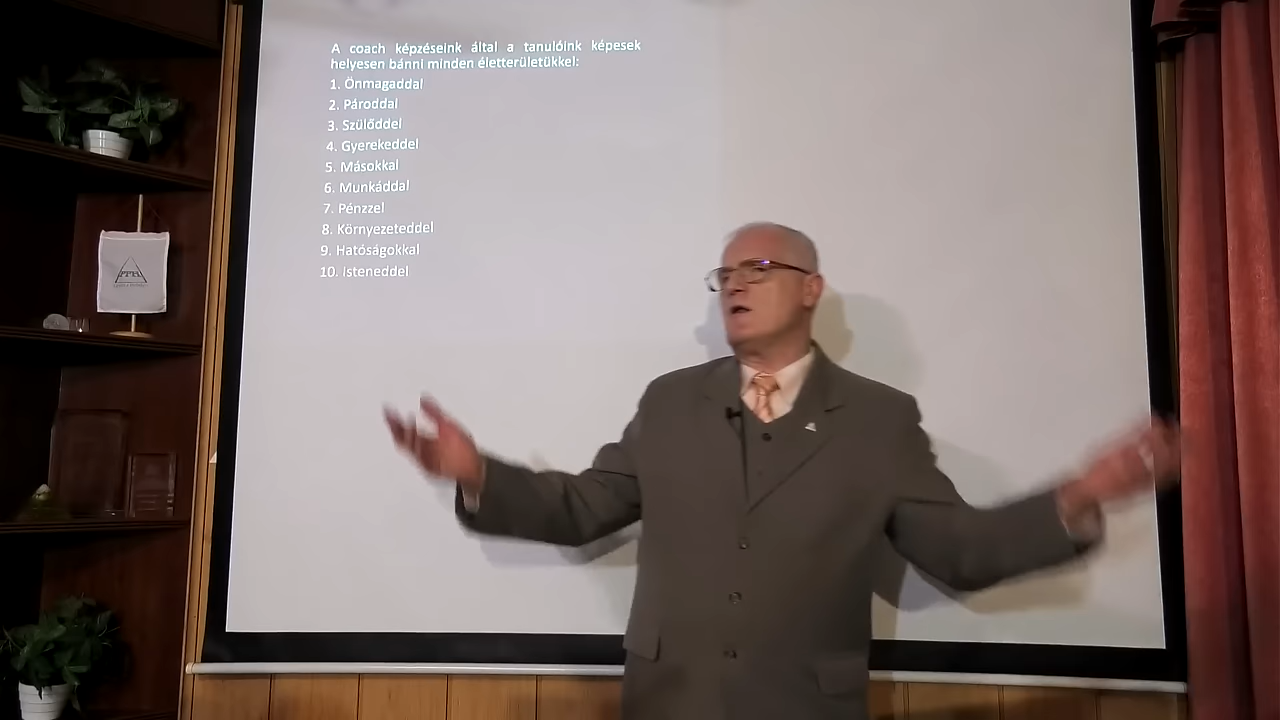 A coach képzéseink által a tanulóink képesek
helyesen bánni minden életterületükkel:
1. Önmagaddal
2. Pároddal
3. Szülőddel
4. Gyerekeddel
5. Másokkal
6. Munkáddal
7. Pénzzel
8. Környezeteddel
9. Hatóságokkal
10. Isteneddel